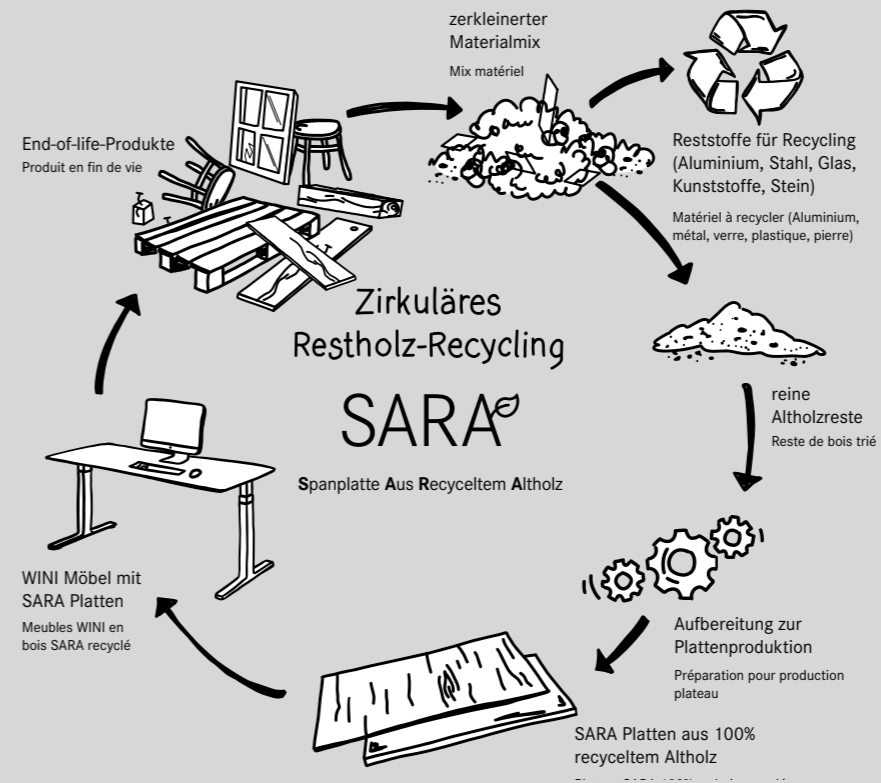 zerkleinerter
Materialmix
Mix matériel
End-of-life-Produkte
Produit en fin de vie
Reststoffe für Recycling
(Aluminium, Stahl, Glas,
Kunststoffe, Stein)
Matériel à recycler (Aluminium,
métal, verre, plastique, pierre)
Zirkuläres
Restholz-Recycling
SARA
Spanplatte Aus Recyceltem Altholz
reine
Altholzreste
Reste de bois trié
WINI Möbel mit
SARA Platten
Meubles WINI en
bois SARA recyclé
Aufbereitung zur
Plattenproduktion
Préparation pour production
plateau
SARA Platten aus 100%
recyceltem Altholz